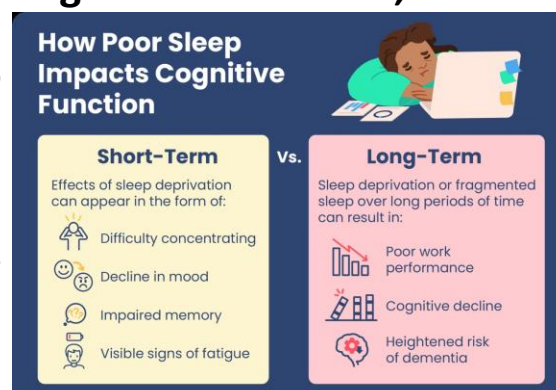 How Poor Sleep
Impacts Cognitive
Function
Short-Term
Effects of sleep deprivation
can appear in the form of:
Difficulty concentrating
Decline in mood
Impaired memory
Visible signs of fatigue
Vs.
Long-Term
Sleep deprivation or fragmented
sleep over long periods of time
can result in:
Poor work
performance
Cognitive decline
Heightened risk
of dementia